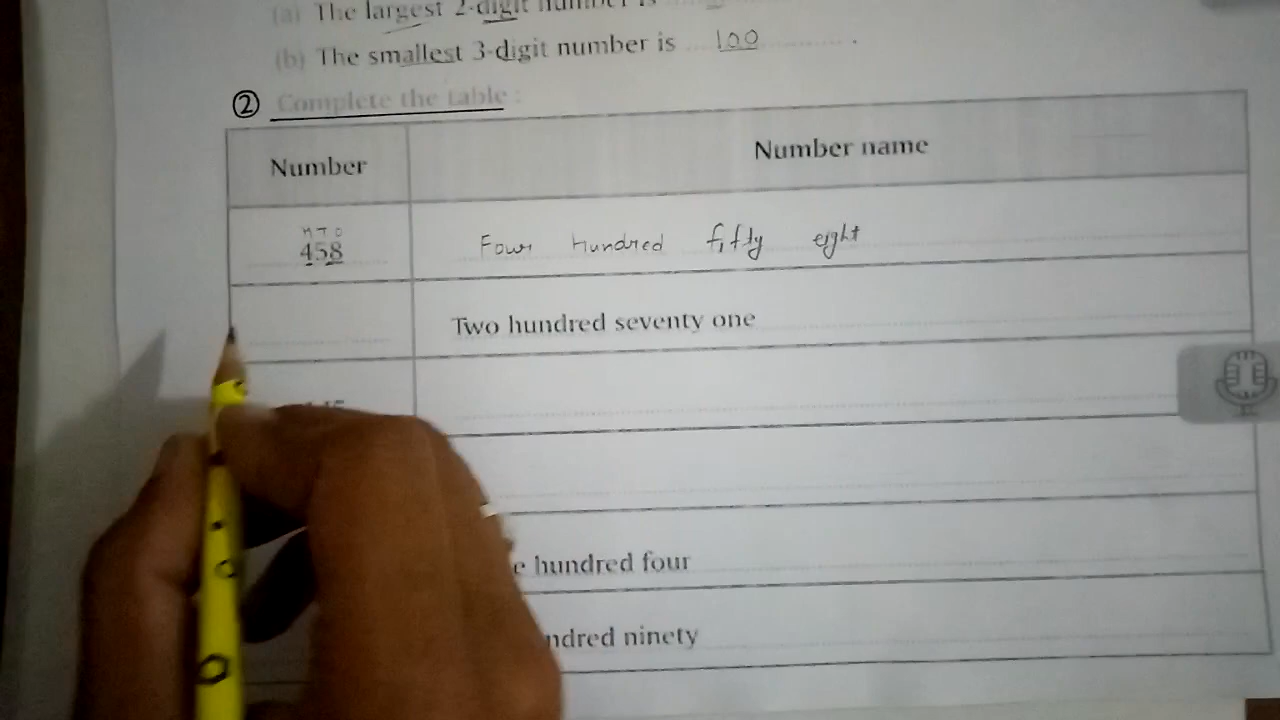 (a) The largest 2-digit number is
(b) The smallest 3-digit number is 100 .
② Complete the table :
Number Number name
H T O
458 Four Hundred fifty eight
Two hundred seventy one
hundred four
ninety